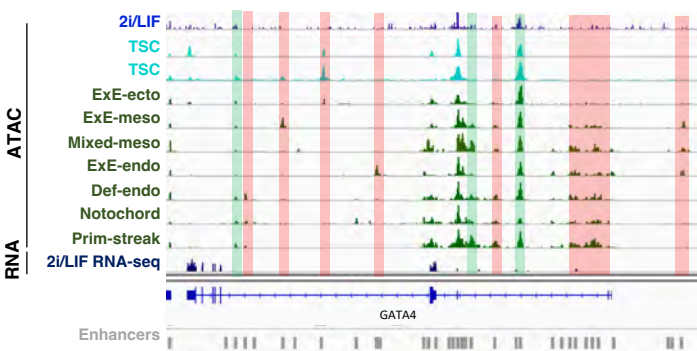 2i/LIF
TSC
TSC
ExE-ecto
ExE-meso
Mixed-meso
ExE-endo
Def-endo
Notochord
Prim-streak
2i/LIF RNA-seq
ATAC
RNA
GATA4
Enhancers